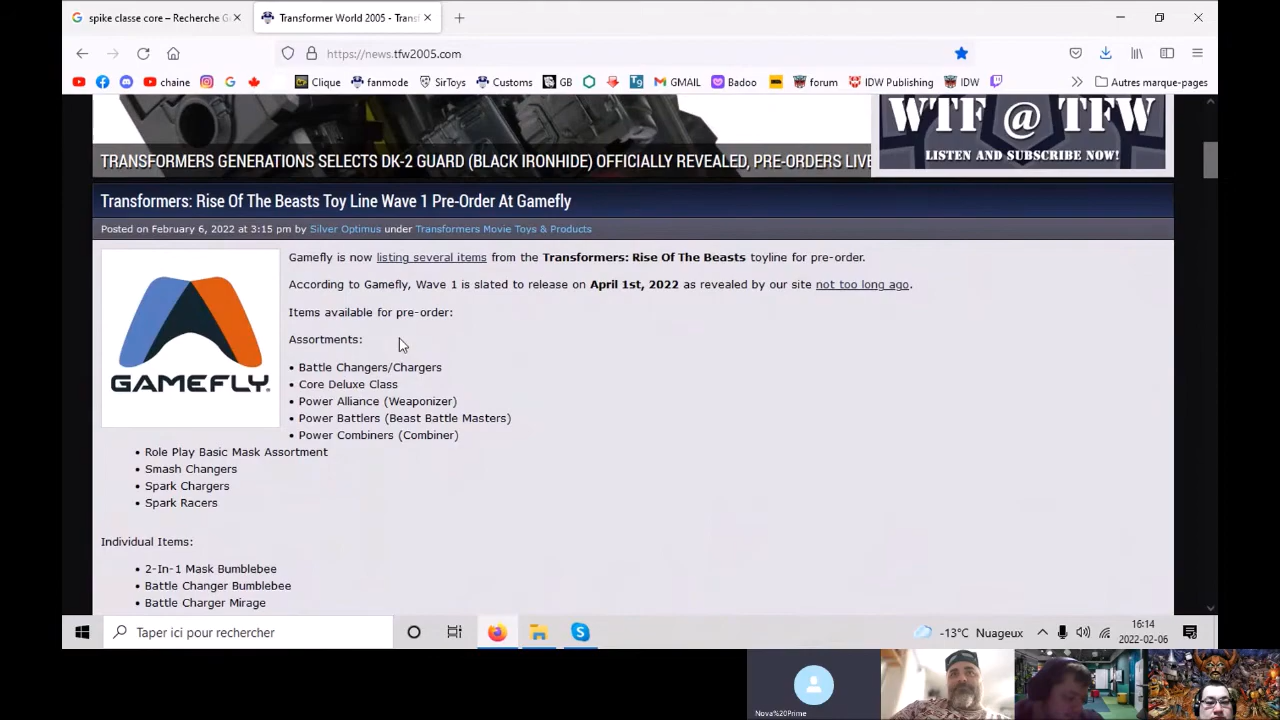 spike classe core – Recherche G
Transformer World 2005 - Transf
https://news.tfw2005.com
chaine
Clique
fanmode
SirToys
Customs
GB
GMAIL
Badoo
forum
IDW Publishing
IDW
Autres marque-pages
TRANSFORMERS GENERATIONS SELECTS DK-2 GUARD (BLACK IRONHIDE) OFFICIALLY REVEALED, PRE-ORDERS LIVE
WTF @ TFW
LISTEN AND SUBSCRIBE NOW!
Transformers: Rise Of The Beasts Toy Line Wave 1 Pre-Order At Gamefly
Posted on February 6, 2022 at 3:15 pm by Silver Optimus under Transformers Movie Toys & Products
GAMEFLY
Gamefly is now listing several items from the Transformers: Rise Of The Beasts toyline for pre-order.
According to Gamefly, Wave 1 is slated to release on April 1st, 2022 as revealed by our site not too long ago.
Items available for pre-order:
Assortments:
• Battle Changers/Chargers
• Core Deluxe Class
• Power Alliance (Weaponizer)
• Power Battlers (Beast Battle Masters)
• Power Combiners (Combiner)
• Role Play Basic Mask Assortment
• Smash Changers
• Spark Chargers
• Spark Racers
Individual Items:
• 2-In-1 Mask Bumblebee
• Battle Changer Bumblebee
• Battle Charger Mirage
Taper ici pour rechercher
-13°C Nuageux
16:14
2022-02-06
Nova%20Prime